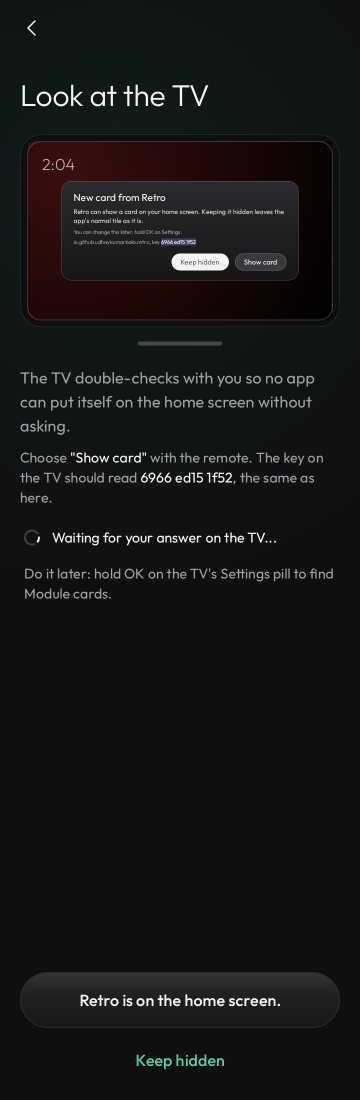 Look at the TV
2:04
New card from Retro
Retro can show a card on your home screen. Keeping it hidden leaves the
app's normal tile as it is.
You can change this later: hold OK on Settings.
io.github.udhaykumarbala.retro, key 6966 ed15 1f52
Keep hidden
Show card
The TV double-checks with you so no app
can put itself on the home screen without
asking.
Choose "Show card" with the remote. The key on
the TV should read 6966 ed15 1f52, the same as
here.
Waiting for your answer on the TV...
Do it later: hold OK on the TV's Settings pill to find
Module cards.
Retro is on the home screen.
Keep hidden